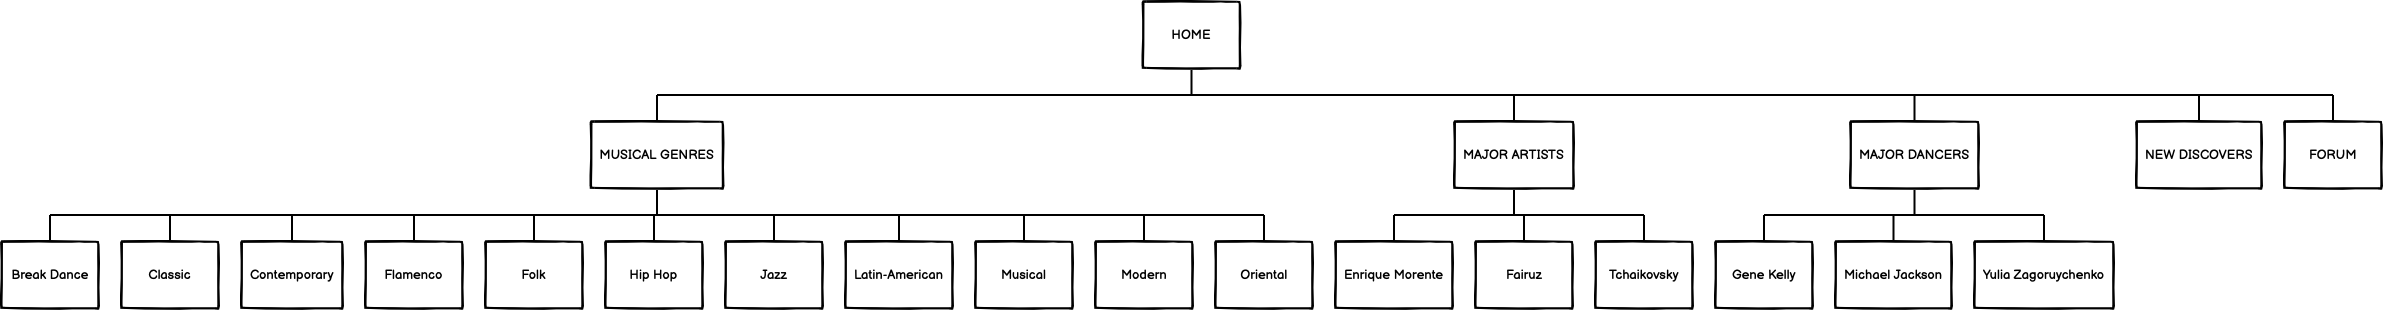 HOME
MUSICAL GENRES
MAJOR ARTISTS
MAJOR DANCERS
NEW DISCOVERS
FORUM
Break Dance
Classic
Contemporary
Flamenco
Folk
Hip Hop
Jazz
Latin-American
Musical
Modern
Oriental
Enrique Morente
Fairuz
Tchaikovsky
Gene Kelly
Michael Jackson
Yulia Zagoruychenko